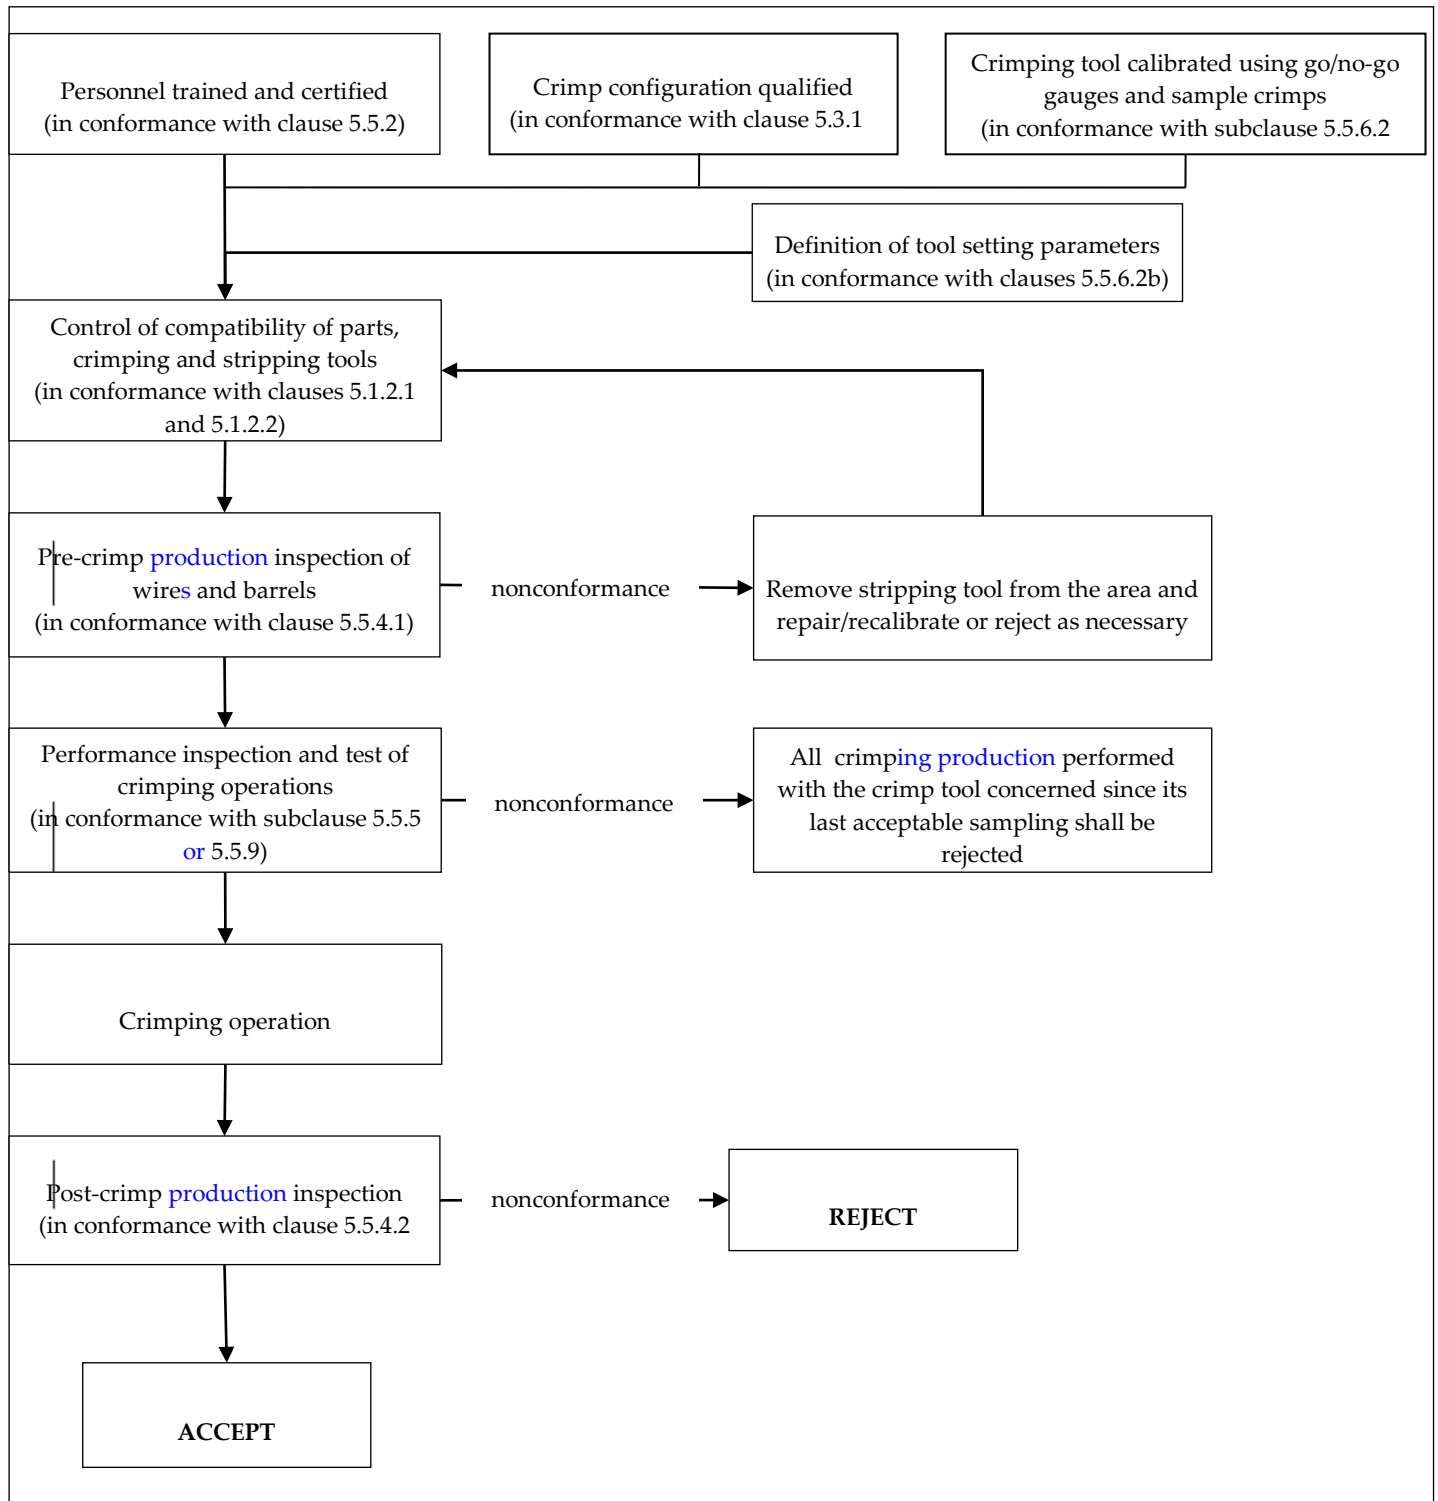 Personnel trained and certified
(in conformance with clause 5.5.2)
Crimp configuration qualified
(in conformance with clause 5.3.1
Crimping tool calibrated using go/no-go
gauges and sample crimps
(in conformance with subclause 5.5.6.2
Definition of tool setting parameters
(in conformance with clauses 5.5.6.2b)
Control of compatibility of parts,
crimping and stripping tools
(in conformance with clauses 5.1.2.1
and 5.1.2.2)
Pre-crimp production inspection of
wires and barrels
(in conformance with clause 5.5.4.1)
nonconformance
Remove stripping tool from the area and
repair/recalibrate or reject as necessary
Performance inspection and test of
crimping operations
(in conformance with subclause 5.5.5
or 5.5.9)
nonconformance
All  crimping production performed
with the crimp tool concerned since its
last acceptable sampling shall be
rejected
Crimping operation
Post-crimp production inspection
(in conformance with clause 5.5.4.2
nonconformance
REJECT
ACCEPT